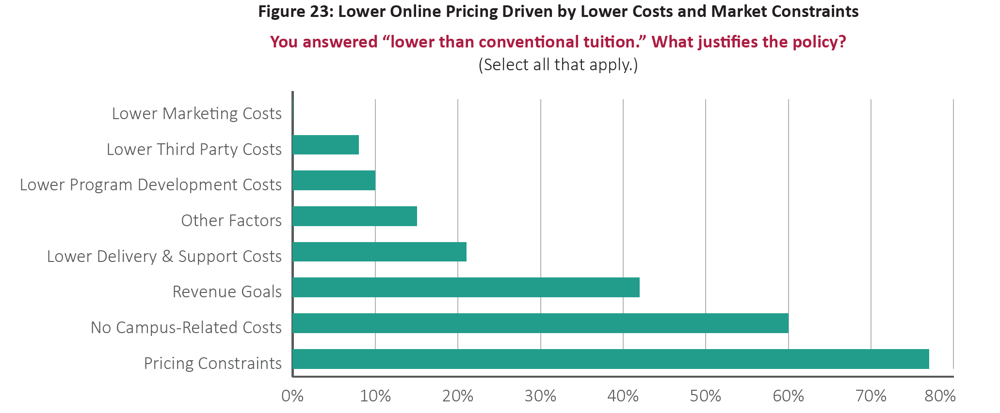 Figure 23: Lower Online Pricing Driven by Lower Costs and Market Constraints
You answered “lower than conventional tuition.” What justifies the policy?
(Select all that apply.)
Lower Marketing Costs
Lower Third Party Costs
Lower Program Development Costs
Other Factors
Lower Delivery & Support Costs
Revenue Goals
No Campus-Related Costs
Pricing Constraints
0% 10% 20% 30% 40% 50% 60% 70% 80%